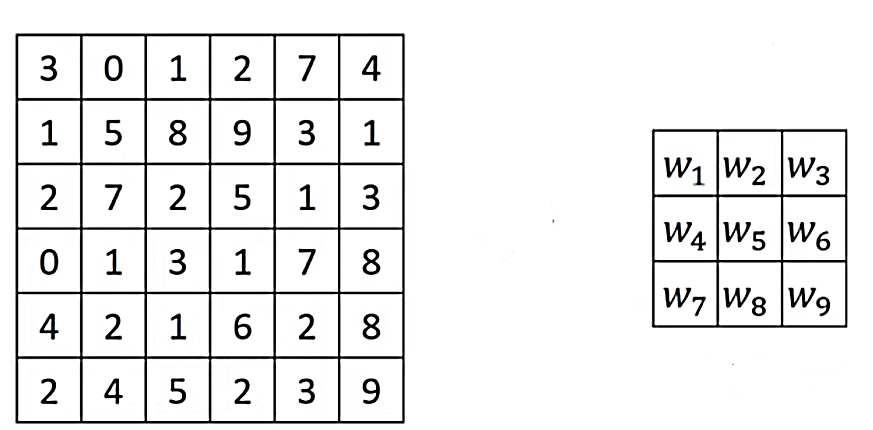 3 0 1 2 7 4
1 5 8 9 3 1
2 7 2 5 1 3
0 1 3 1 7 8
4 2 1 6 2 8
2 4 5 2 3 9
w₁ w₂ w₃
w₄ w₅ w₆
w₇ w₈ w₉